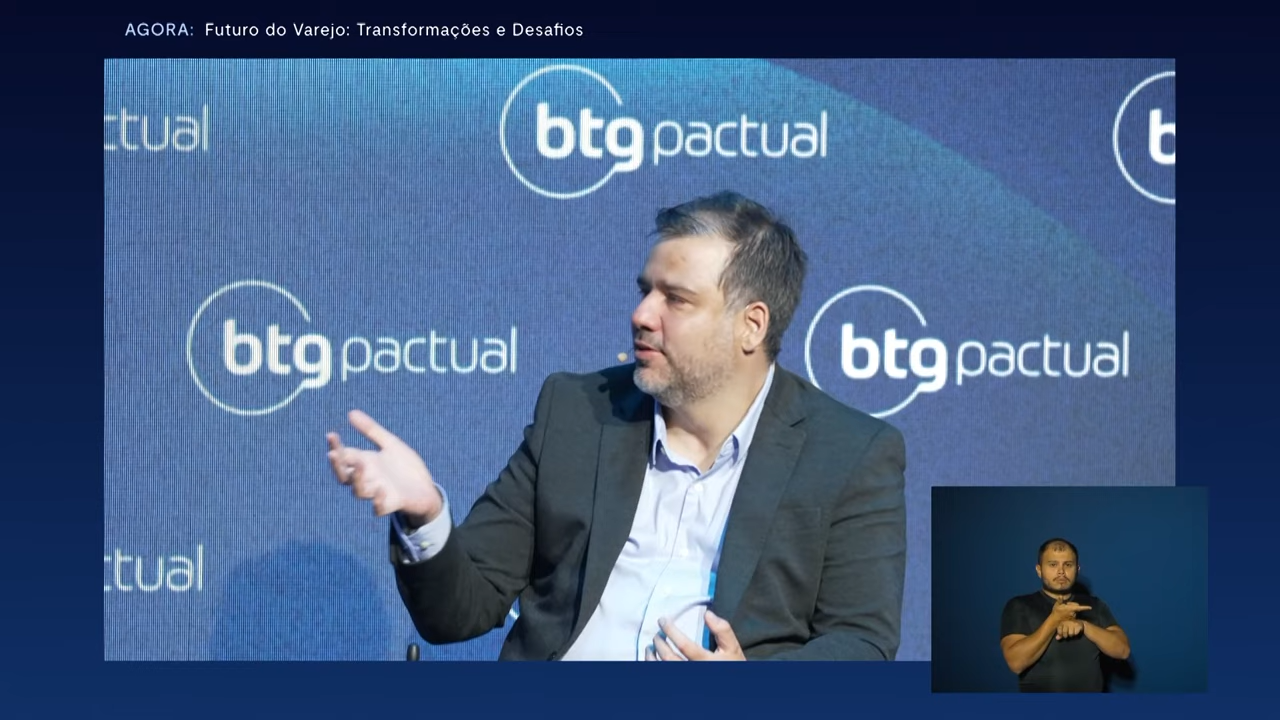 AGORA: Futuro do Varejo: Transformações e Desafios
ctual
btg pactual
b
btg pactual
btg pactual
ctual